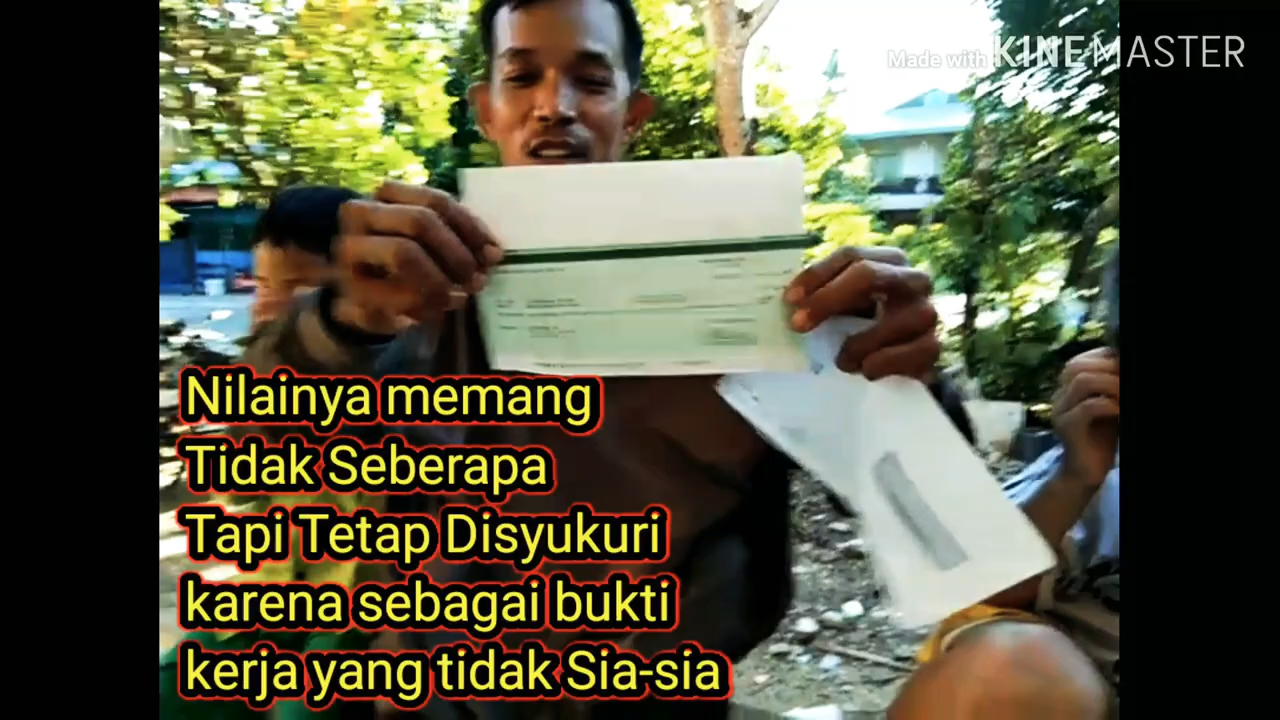 Made with KINEMASTER
Nilainya memang
Tidak Seberapa
Tapi Tetap Disyukuri
karena sebagai bukti
kerja yang tidak Sia-sia